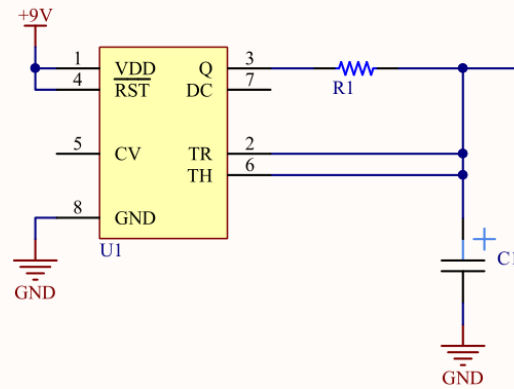 +9V
1 VDD Q 3 R1
4 RST DC 7
5 CV TR 2
TH 6
8 GND
U1
C1
GND
GND